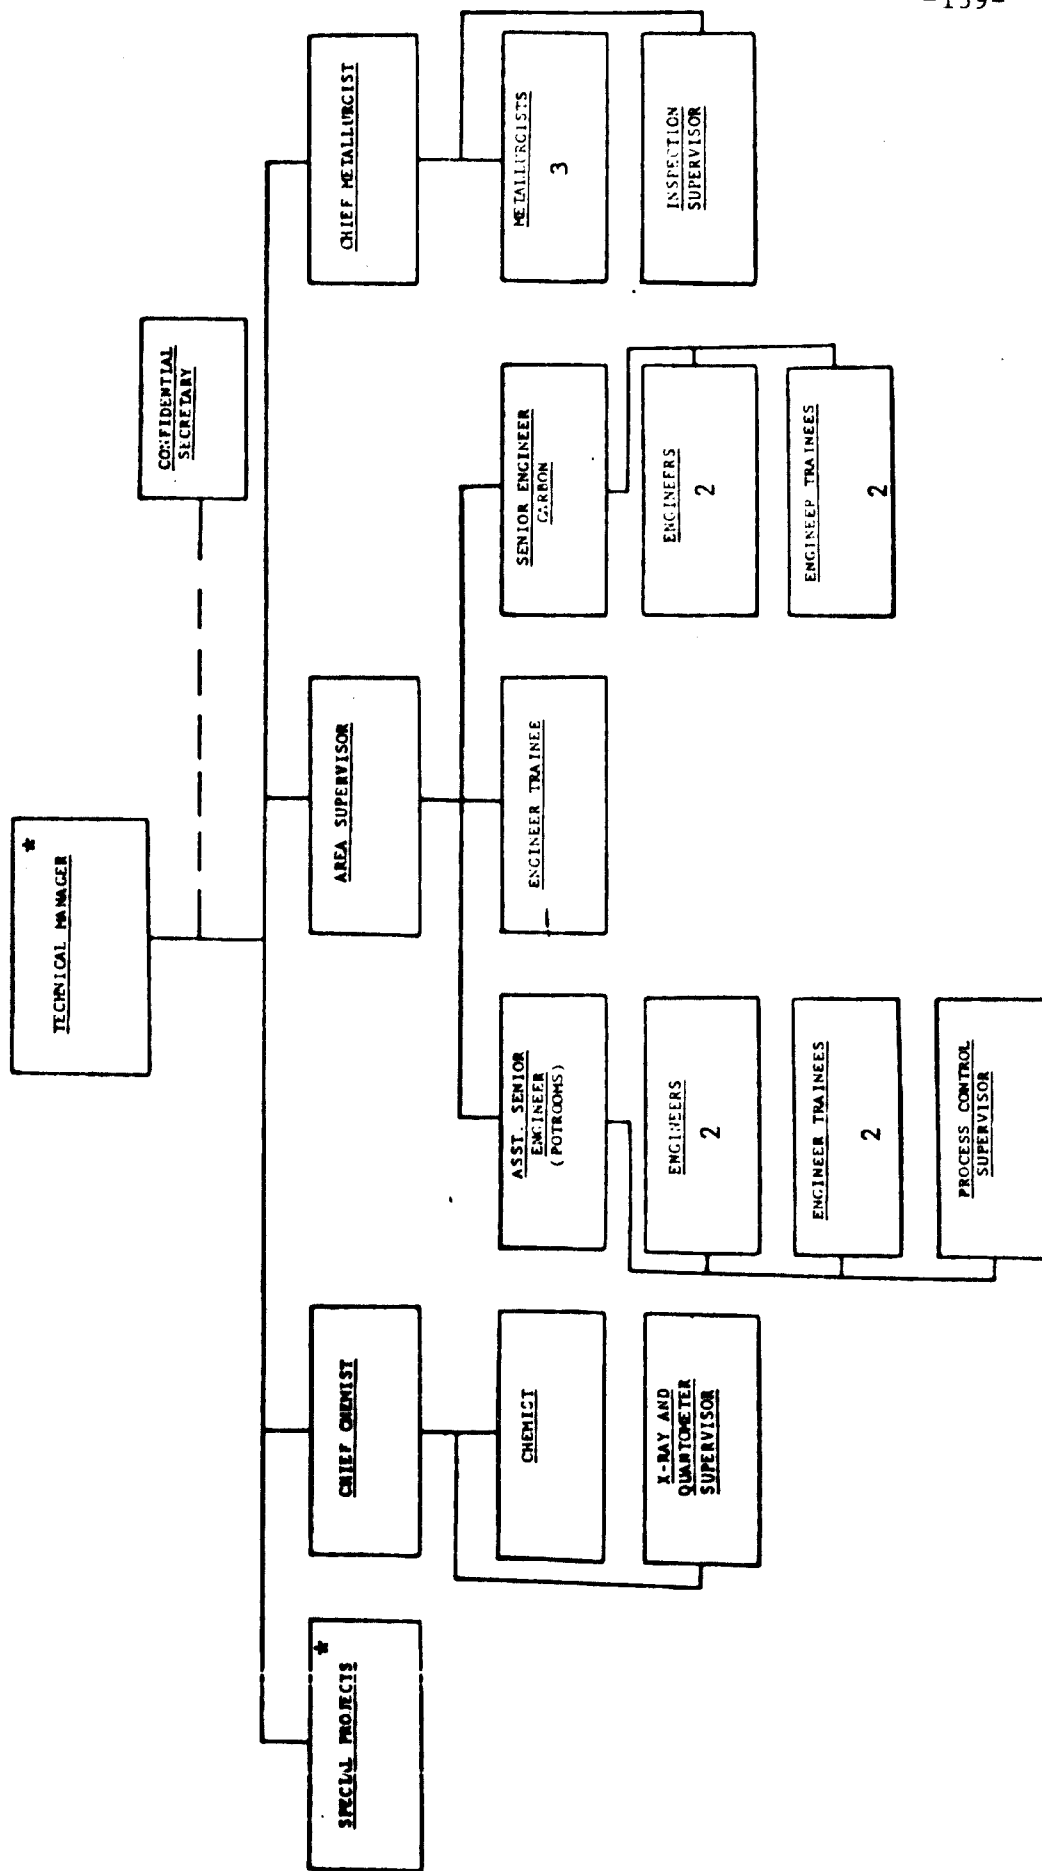 -159-
TECHNICAL MANAGER *
CONFIDENTIAL
SECRETARY
SPECIAL PROJECTS *
CHIEF CHEMIST
AREA SUPERVISOR
CHIEF METALLURGIST
CHEMIST
X-RAY AND
QUANTOMETER
SUPERVISOR
ASST. SENIOR
ENGINEER
(POTROOMS)
ENGINEERS
2
ENGINEER TRAINEES
2
PROCESS CONTROL
SUPERVISOR
ENGINEER TRAINEE
SENIOR ENGINEER
CARBON
ENGINEERS
2
ENGINEER TRAINEES
2
METALLURGISTS
3
INSPECTION
SUPERVISOR